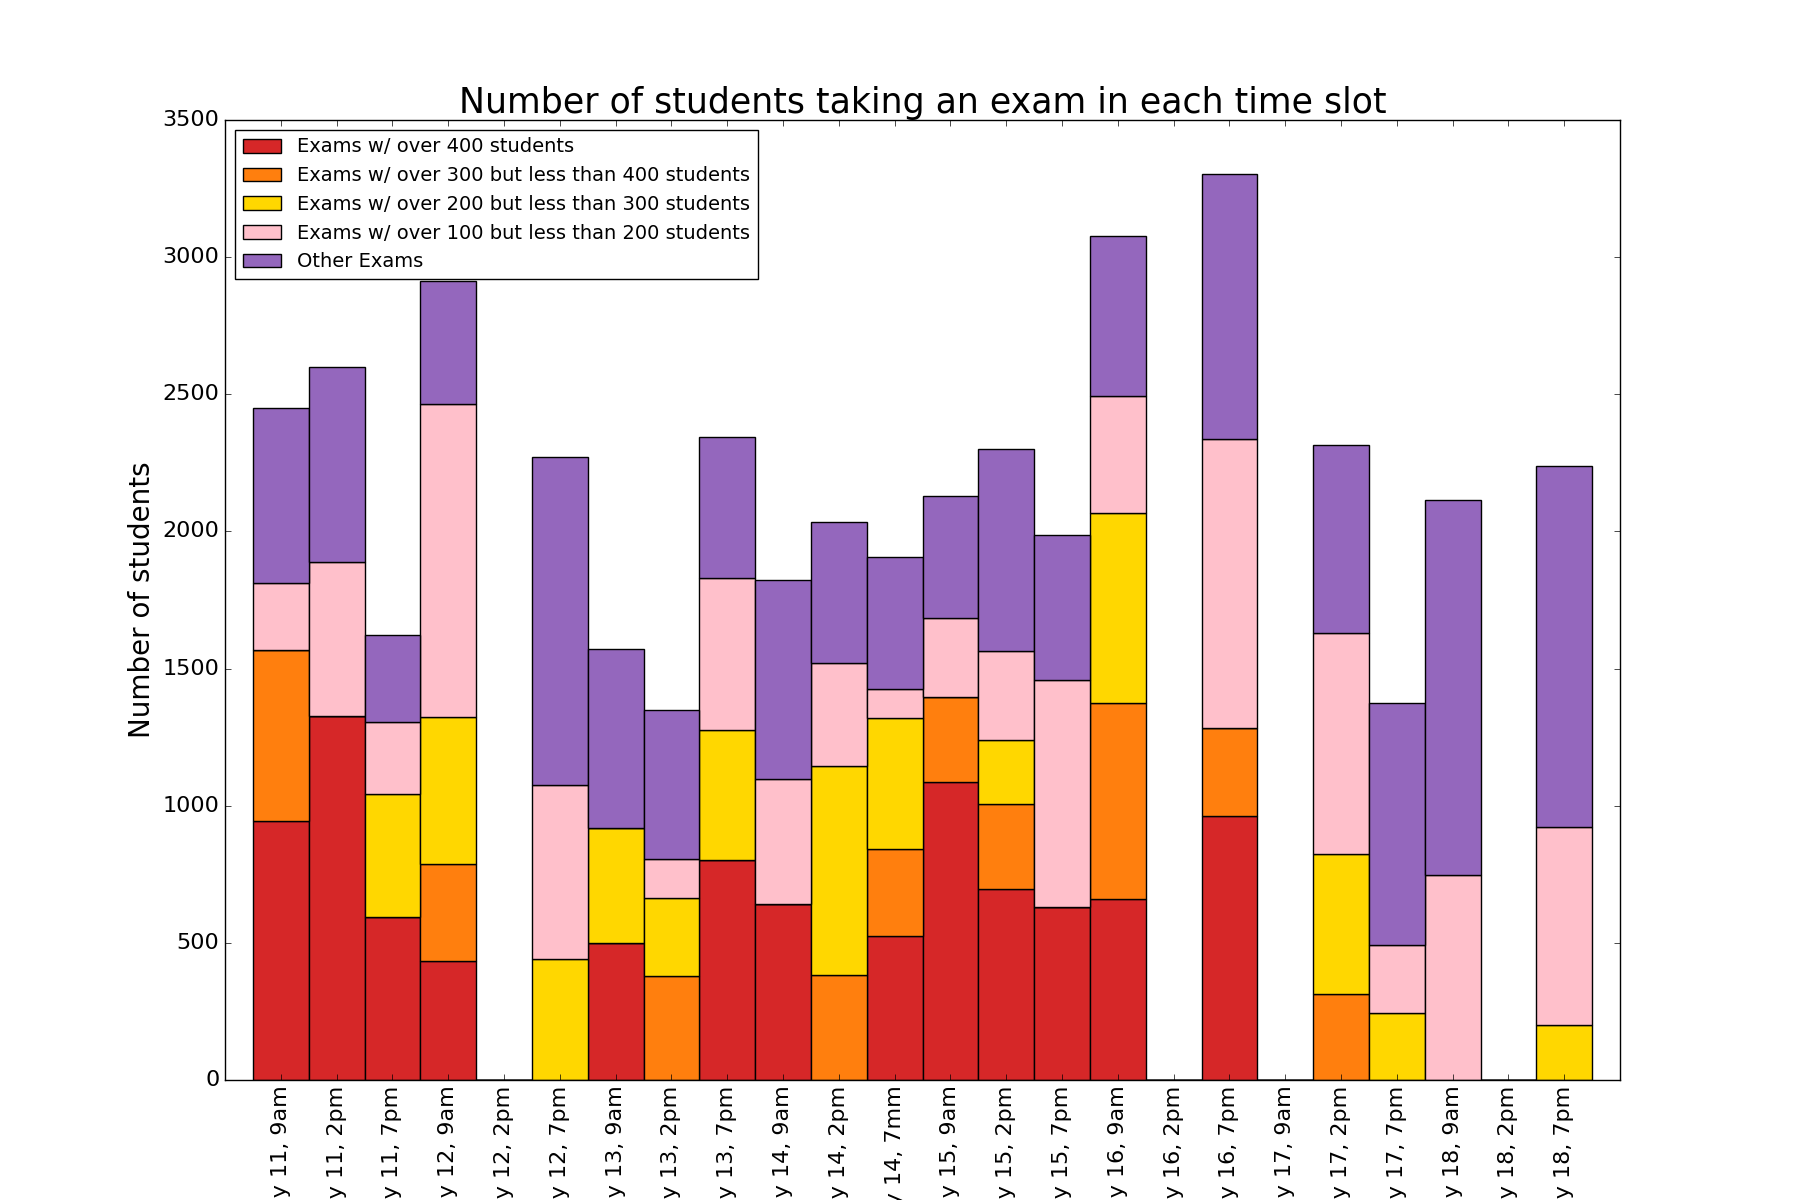 Number of students taking an exam in each time slot
Exams w/ over 400 students
Exams w/ over 300 but less than 400 students
Exams w/ over 200 but less than 300 students
Exams w/ over 100 but less than 200 students
Other Exams
Number of students
3500
3000
2500
2000
1500
1000
500
0
y 11, 9am
y 11, 2pm
y 11, 7pm
y 12, 9am
y 12, 2pm
y 12, 7pm
y 13, 9am
y 13, 2pm
y 13, 7pm
y 14, 9am
y 14, 2pm
y 14, 7mm
y 15, 9am
y 15, 2pm
y 15, 7pm
y 16, 9am
y 16, 2pm
y 16, 7pm
y 17, 9am
y 17, 2pm
y 17, 7pm
y 18, 9am
y 18, 2pm
y 18, 7pm